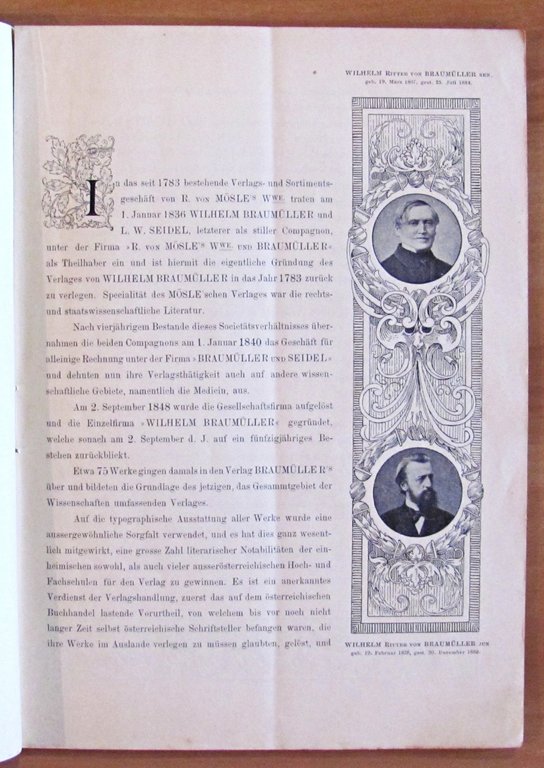 WILHELM RITTER VON BRAUMÜLLER SEN.
geb. 19. März 1807, gest. 25. Juli 1884.
In das seit 1783 bestehende Verlags- und Sortiments-
geschäft von R. VON MÖSLE'S WWE. traten am
1. Januar 1836 WILHELM BRAUMÜLLER und
L. W. SEIDEL, letzterer als stiller Compagnon,
unter der Firma »R. VON MÖSLE'S WWE. UND BRAUMÜLLER«
als Theilhaber ein und ist hiermit die eigentliche Gründung des
Verlages von WILHELM BRAUMÜLLER in das Jahr 1783 zurück
zu verlegen. Specialität des MÖSLE'schen Verlages war die rechts-
und staatswissenschaftliche Literatur.
Nach vierjährigem Bestande dieses Societätsverhältnisses über-
nahmen die beiden Compagnons am 1. Januar 1840 das Geschäft für
alleinige Rechnung unter der Firma »BRAUMÜLLER UND SEIDEL«
und dehnten nun ihre Verlagsthätigkeit auch auf andere wissen-
schaftliche Gebiete, namentlich die Medicin, aus.
Am 2. September 1848 wurde die Gesellschaftsfirma aufgelöst
und die Einzelfirma »WILHELM BRAUMÜLLER« gegründet,
welche sonach am 2. September d. J. auf ein fünfzigjähriges Be-
stehen zurückblickt.
Etwa 75 Werke gingen damals in den Verlag BRAUMÜLLER'S
über und bildeten die Grundlage des jetzigen, das Gesammtgebiet der
Wissenschaften umfassenden Verlages.
Auf die typographische Ausstattung aller Werke wurde eine
aussergewöhnliche Sorgfalt verwendet, und es hat dies ganz wesent-
lich mitgewirkt, eine grosse Zahl literarischer Notabilitäten der ein-
heimischen sowohl, als auch vieler ausserösterreichischen Hoch- und
Fachschulen für den Verlag zu gewinnen. Es ist ein anerkanntes
Verdienst der Verlagshandlung, zuerst das auf dem österreichischen
Buchhandel lastende Vorurtheil, von welchem bis vor noch nicht
langer Zeit selbst österreichische Schriftsteller befangen waren, die
ihre Werke im Auslande verlegen zu müssen glaubten, gelöst, und
WILHELM RITTER VON BRAUMÜLLER JUN
geb. 19. Februar 1838, gest. 30. December 1889.